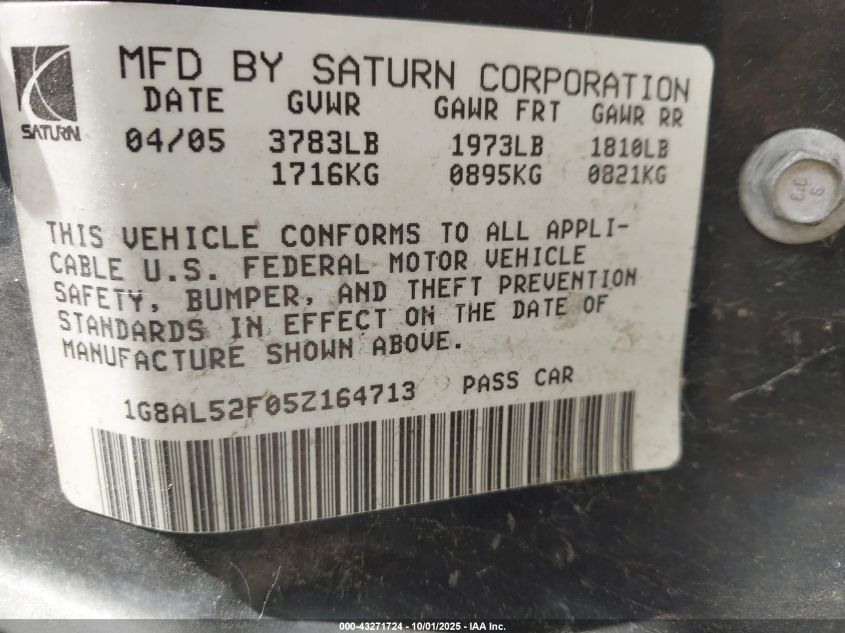 MFD BY SATURN CORPORATION
SATURN
DATE GVWR GAWR FRT GAWR RR
04/05 3783LB 1973LB 1810LB
1716KG 0895KG 0821KG
THIS VEHICLE CONFORMS TO ALL APPLI-
CABLE U.S. FEDERAL MOTOR VEHICLE
SAFETY, BUMPER, AND THEFT PREVENTION
STANDARDS IN EFFECT ON THE DATE OF
MANUFACTURE SHOWN ABOVE.
1G8AL52F05Z164713 PASS CAR
000-43271724 - 10/01/2025 - IAA Inc.